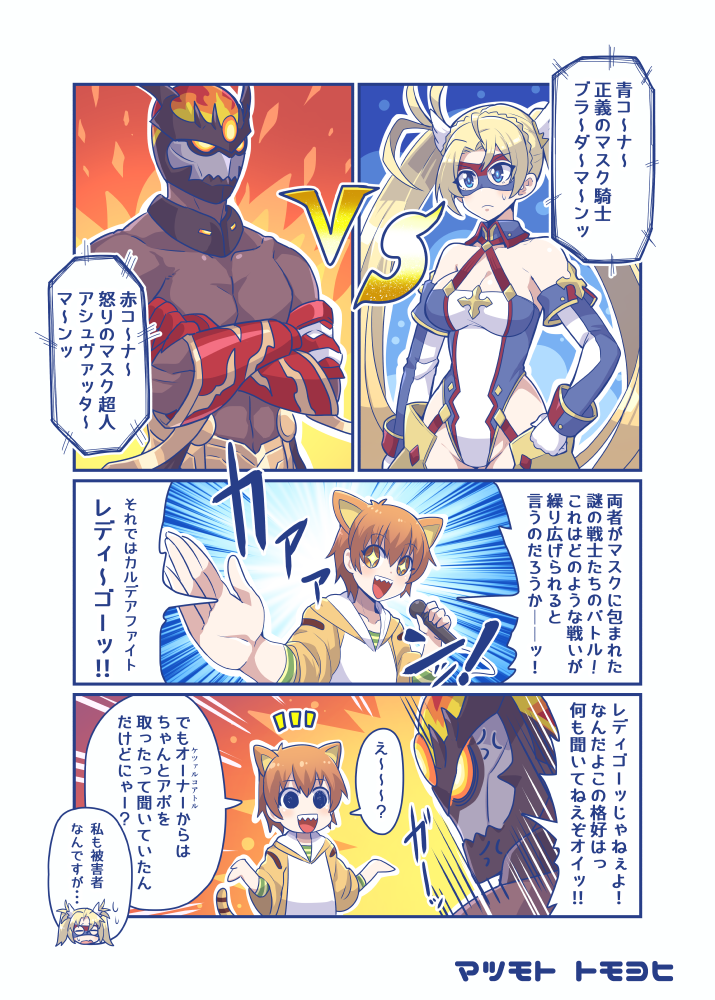 青コ～ナ～
正義のマスク騎士
ブラ～ダ～マ～ンッ
VS
赤コ～ナ～
怒りのマスク超人
アシュヴァッタ～
マ～ンッ
両者がマスクに包まれた
謎の戦士たちのバトル！
これはどのような戦いが
繰り広げられると
言うのだろうか――ッ！
カァァァーン！
それではカルデアファイト
レディ～ゴーッ!!
レディゴーッじゃねぇよ！
なんだよこの格好はっ
何も聞いてねえぞオイッ!!
ガーッ
え～～～？
でもオーナーからは
ケツァルコアトル
ちゃんとアポを
取ったって聞いていたん
だけどにゃー？
私も被害者
なんですが…
マツモト トモヨヒ